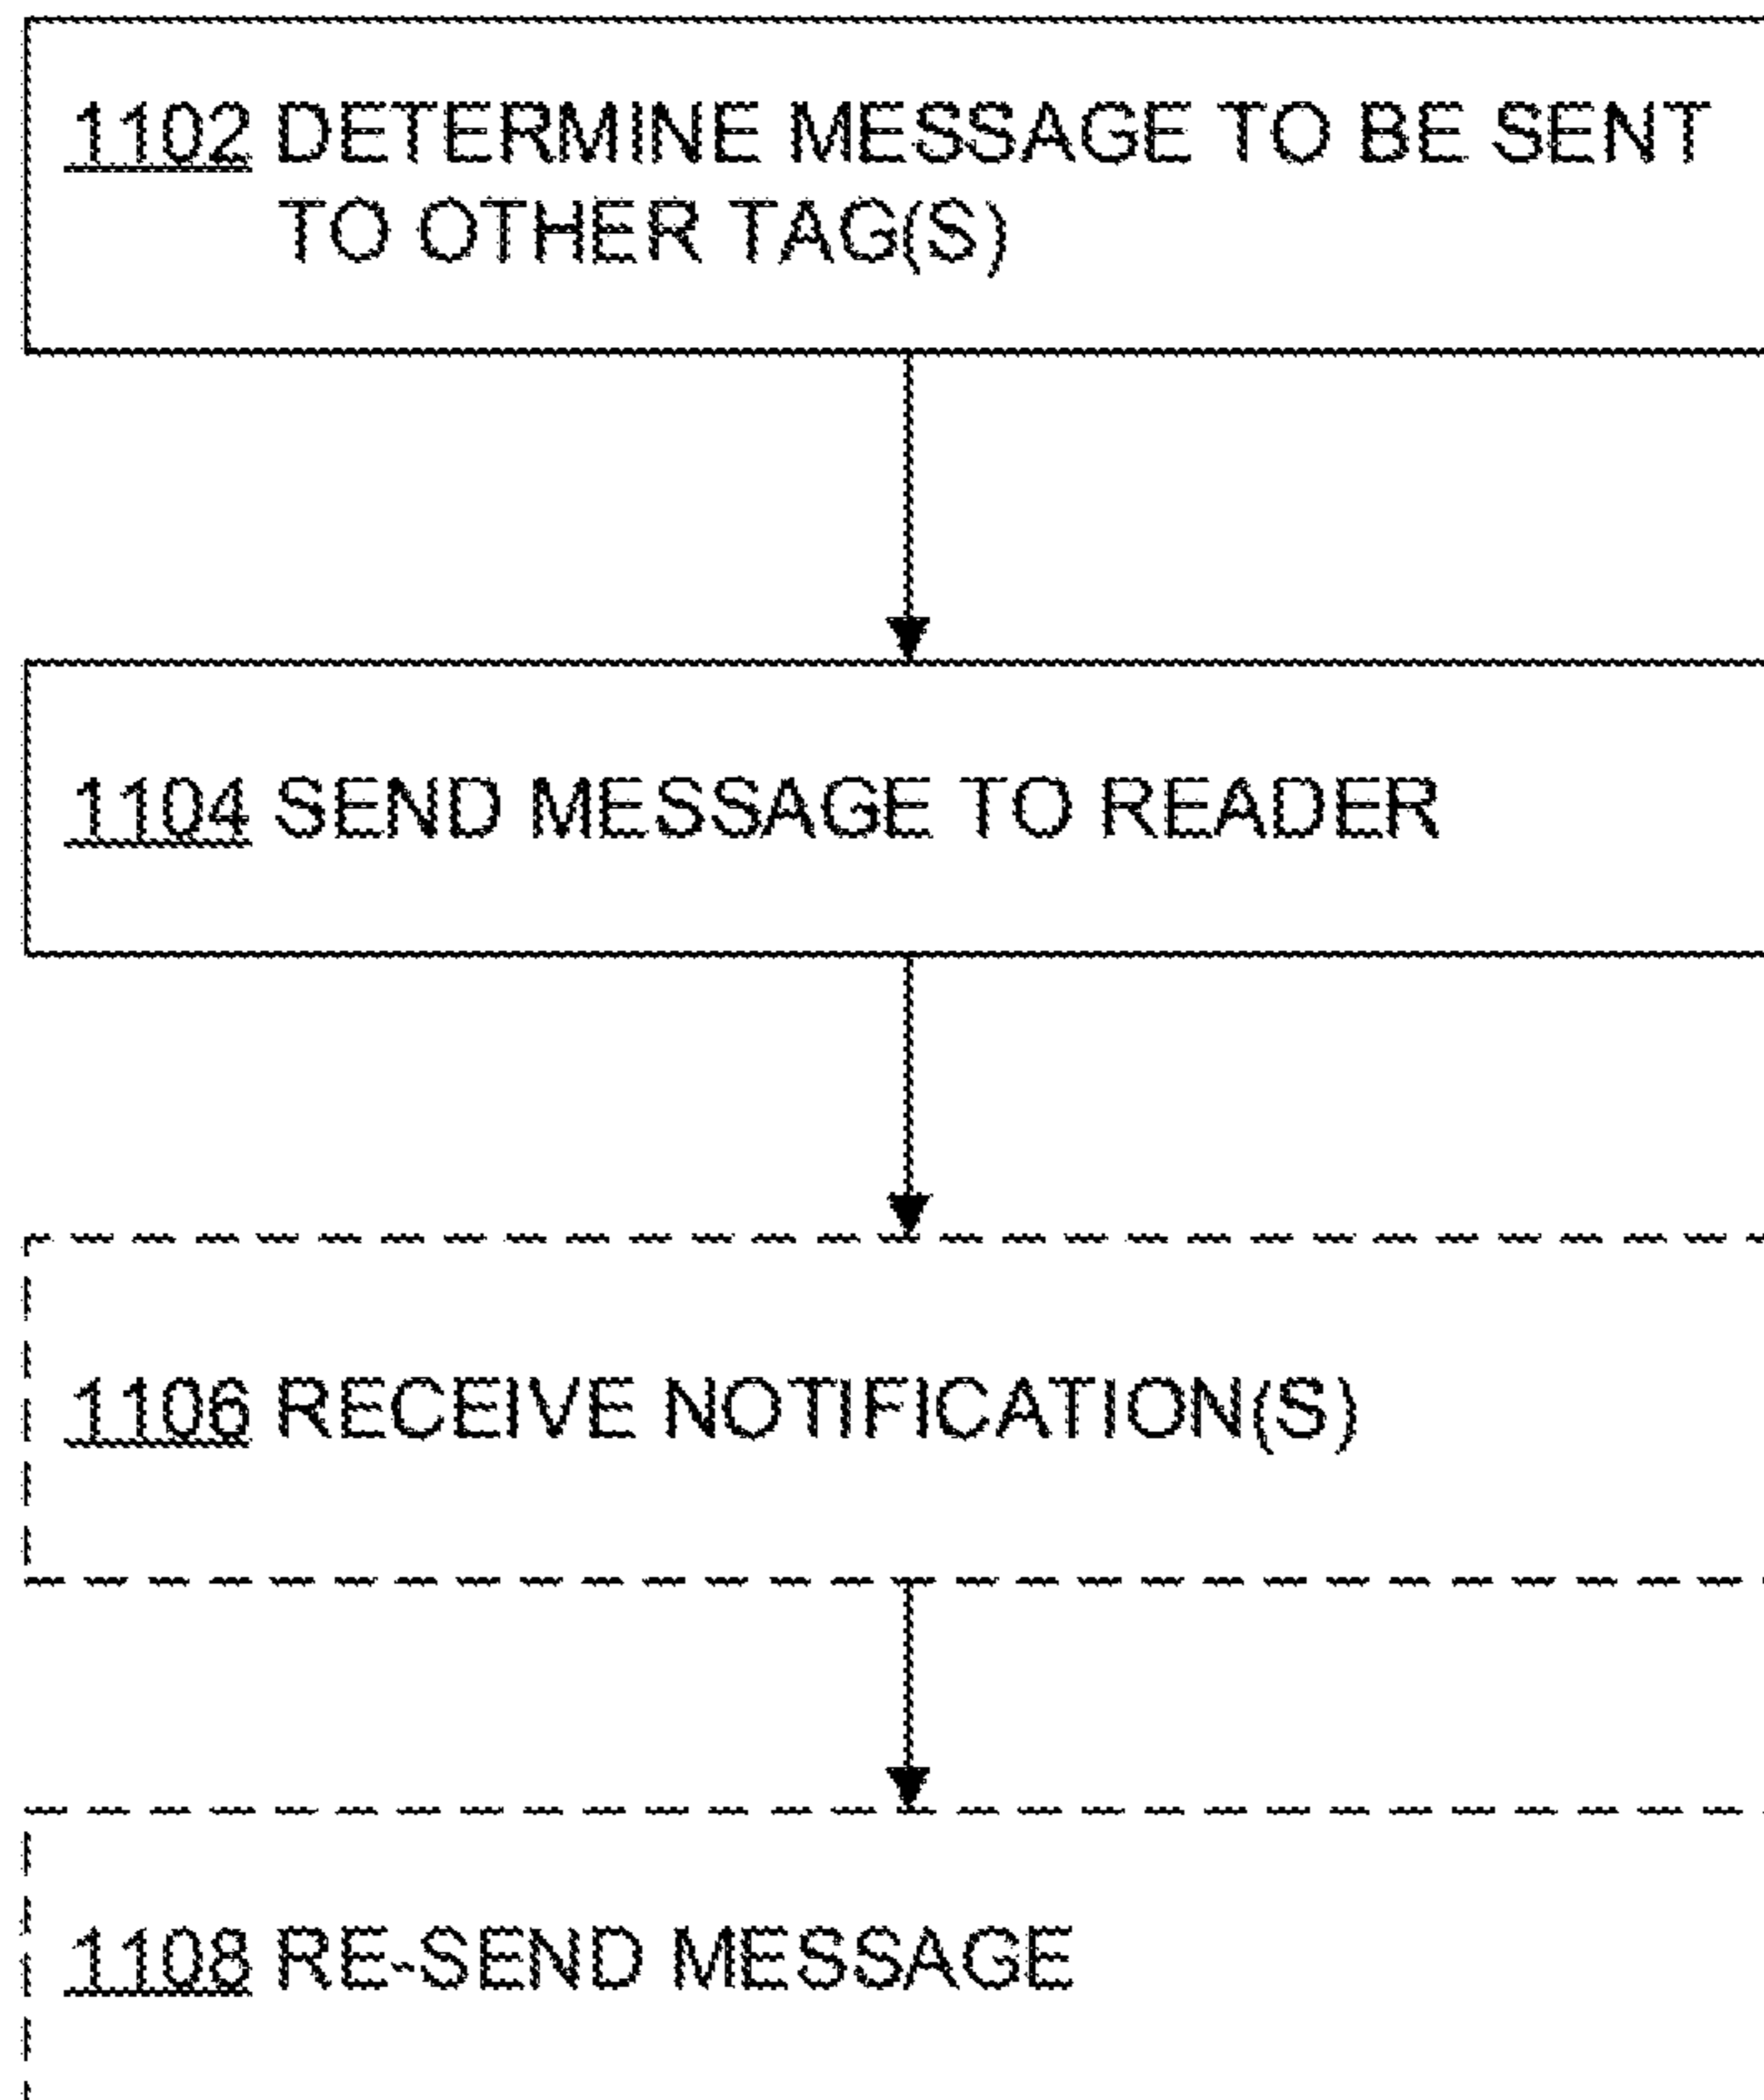 1102 DETERMINE MESSAGE TO BE SENT
TO OTHER TAG(S)
1104 SEND MESSAGE TO READER
1106 RECEIVE NOTIFICATION(S)
1108 RE-SEND MESSAGE